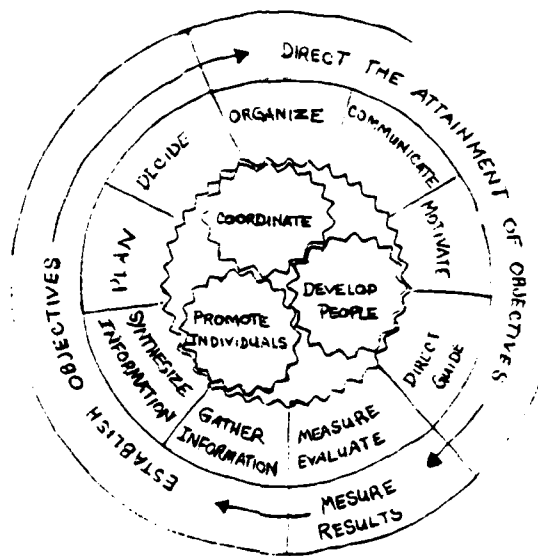 DIRECT THE ATTAINMENT OF OBJECTIVES
ORGANIZE
COMMUNICATE
MOTIVATE
DIRECT
GUIDE
MEASURE
EVALUATE
GATHER
INFORMATION
SYNTHESIZE
INFORMATION
PLAN
DECIDE
COORDINATE
DEVELOP
PEOPLE
PROMOTE
INDIVIDUALS
MESURE
RESULTS
ESTABLISH OBJECTIVES